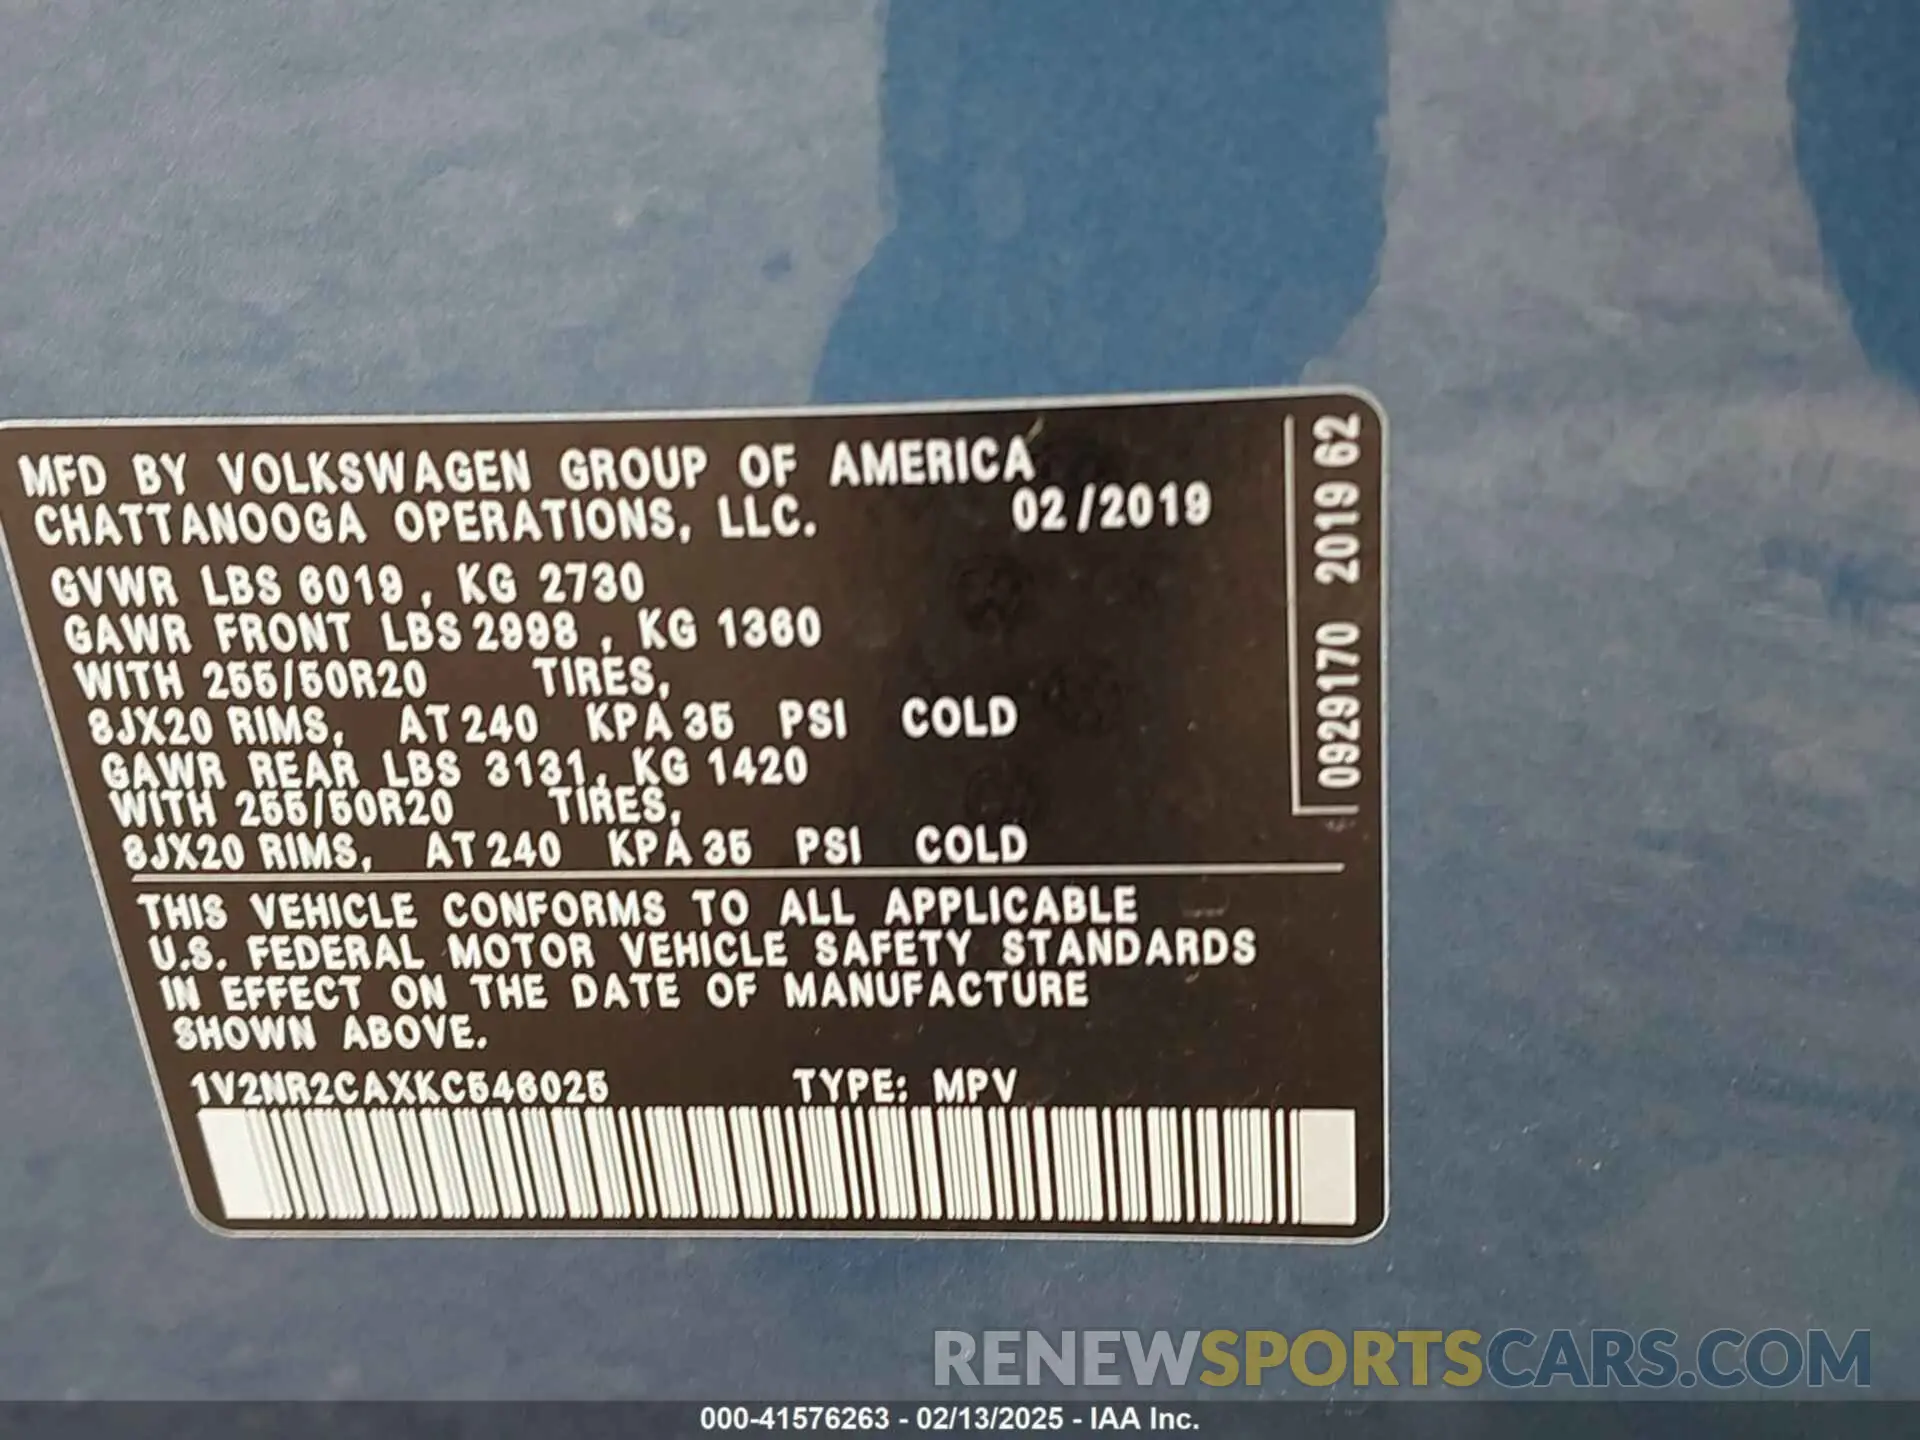 MFD BY VOLKSWAGEN GROUP OF AMERICA
CHATTANOOGA OPERATIONS, LLC. 02/2019
GVWR LBS 6019 , KG 2730
GAWR FRONT LBS 2998 , KG 1360
WITH 255/50R20 TIRES,
8JX20 RIMS, AT 240 KPA 35 PSI COLD
GAWR REAR LBS 3131, KG 1420
WITH 255/50R20 TIRES,
8JX20 RIMS, AT 240 KPA 35 PSI COLD
0929170 2019 62
THIS VEHICLE CONFORMS TO ALL APPLICABLE
U.S. FEDERAL MOTOR VEHICLE SAFETY STANDARDS
IN EFFECT ON THE DATE OF MANUFACTURE
SHOWN ABOVE.
1V2NR2CAXKC546025 TYPE: MPV
RENEWSPORTSCARS.COM
000-41576263 - 02/13/2025 - IAA Inc.